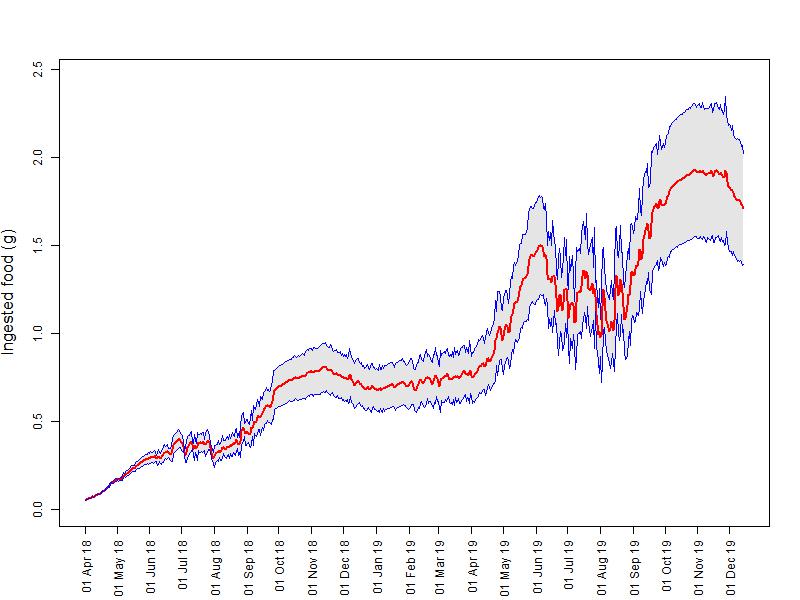 Ingested food (g)
2.5
2.0
1.5
1.0
0.5
0.0
01 Apr 18
01 May 18
01 Jun 18
01 Jul 18
01 Aug 18
01 Sep 18
01 Oct 18
01 Nov 18
01 Dec 18
01 Jan 19
01 Feb 19
01 Mar 19
01 Apr 19
01 May 19
01 Jun 19
01 Jul 19
01 Aug 19
01 Sep 19
01 Oct 19
01 Nov 19
01 Dec 19